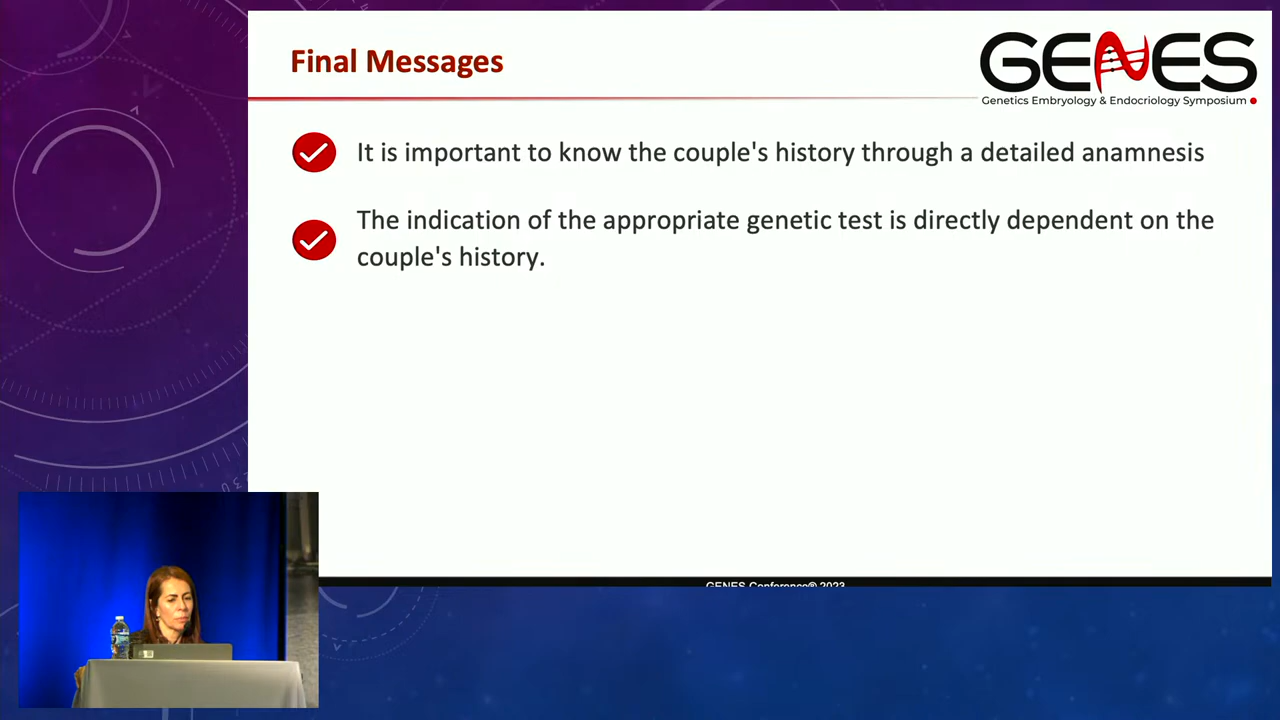 Final Messages
GENES
Genetics Embryology & Endocriology Symposium
It is important to know the couple's history through a detailed anamnesis
The indication of the appropriate genetic test is directly dependent on the
couple's history.
GENES Conference® 2023